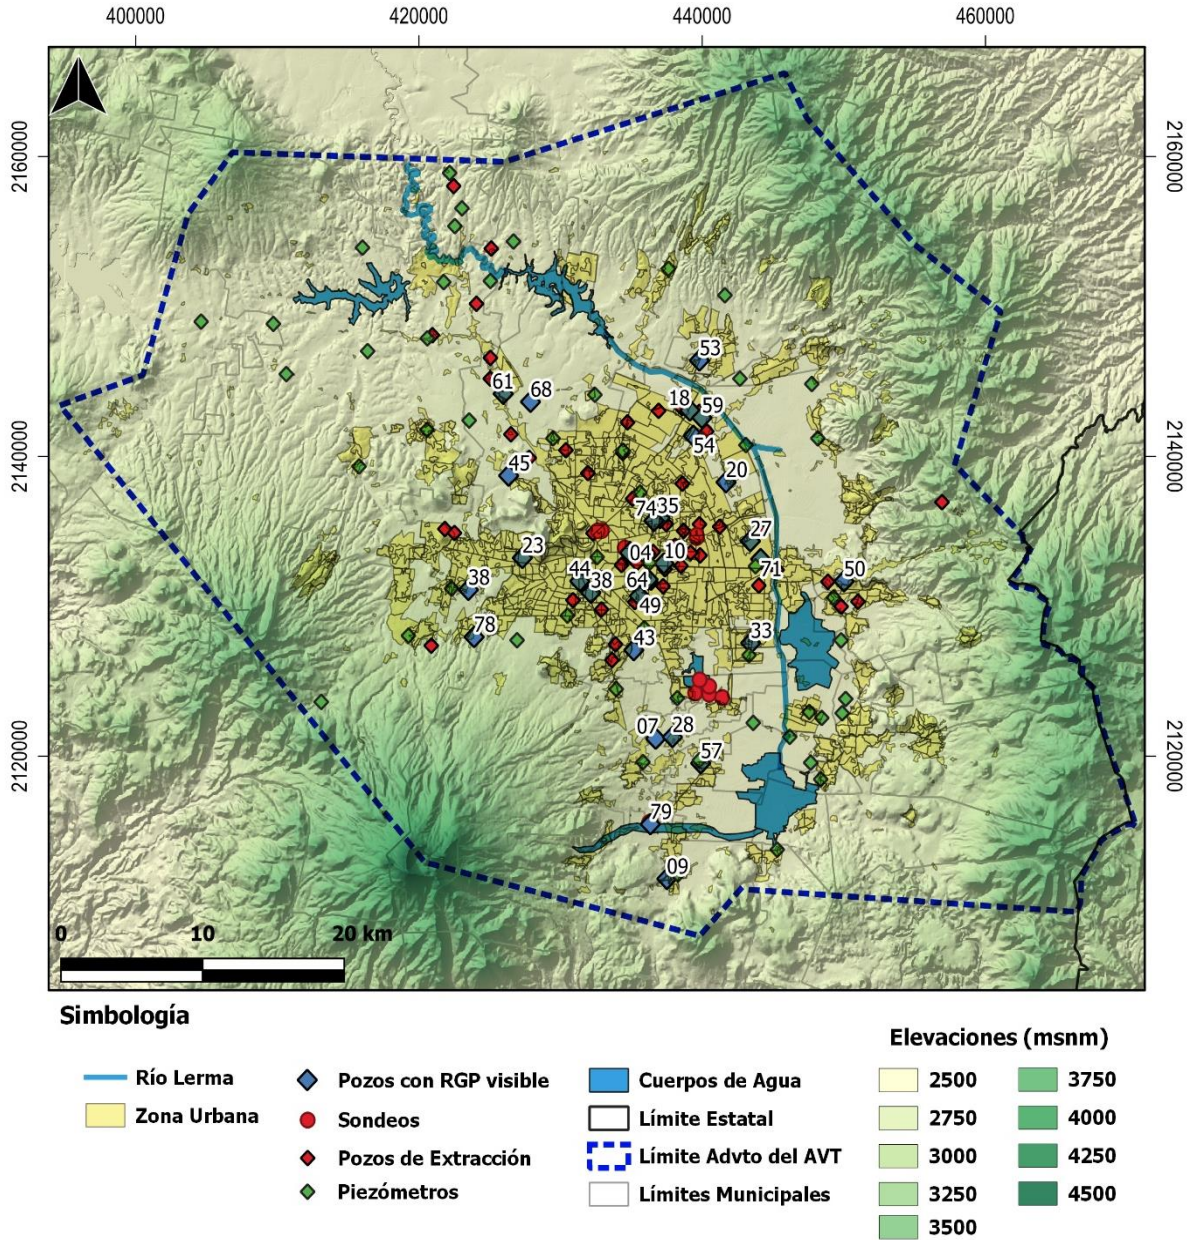 400000 420000 440000 460000
2160000 2160000
53
61 68 18 59
54
2140000 2140000
45 20
74 35
27
23 04 10
71
44 38 64 50
38 49
78 43 33
07 28
57
2120000 2120000
79
09
0 10 20 km
Simbología
Elevaciones (msnm)
Río Lerma Pozos con RGP visible Cuerpos de Agua 2500 3750
Zona Urbana Sondeos Límite Estatal 2750 4000
Pozos de Extracción Límite Advto del AVT 3000 4250
Piezómetros Límites Municipales 3250 4500
3500